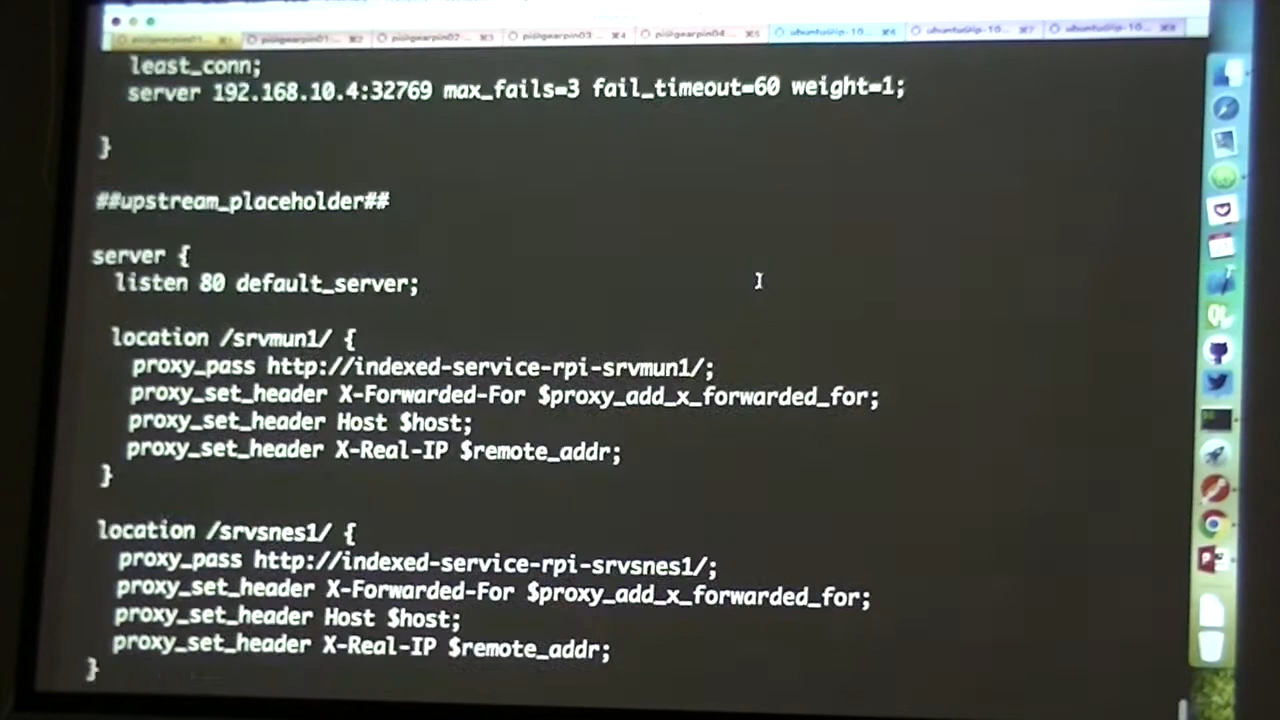 least_conn;
server 192.168.10.4:32769 max_fails=3 fail_timeout=60 weight=1;
}
##upstream_placeholder##
server {
listen 80 default_server;
location /srvmun1/ {
proxy_pass http://indexed-service-rpi-srvmun1/;
proxy_set_header X-Forwarded-For $proxy_add_x_forwarded_for;
proxy_set_header Host $host;
proxy_set_header X-Real-IP $remote_addr;
}
location /srvsnes1/ {
proxy_pass http://indexed-service-rpi-srvsnes1/;
proxy_set_header X-Forwarded-For $proxy_add_x_forwarded_for;
proxy_set_header Host $host;
proxy_set_header X-Real-IP $remote_addr;
}